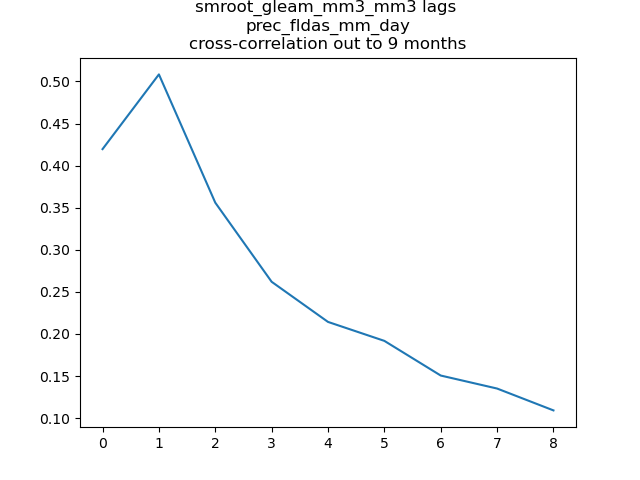 smroot_gleam_mm3_mm3 lags
prec_fldas_mm_day
cross-correlation out to 9 months
0.50
0.45
0.40
0.35
0.30
0.25
0.20
0.15
0.10
0 1 2 3 4 5 6 7 8